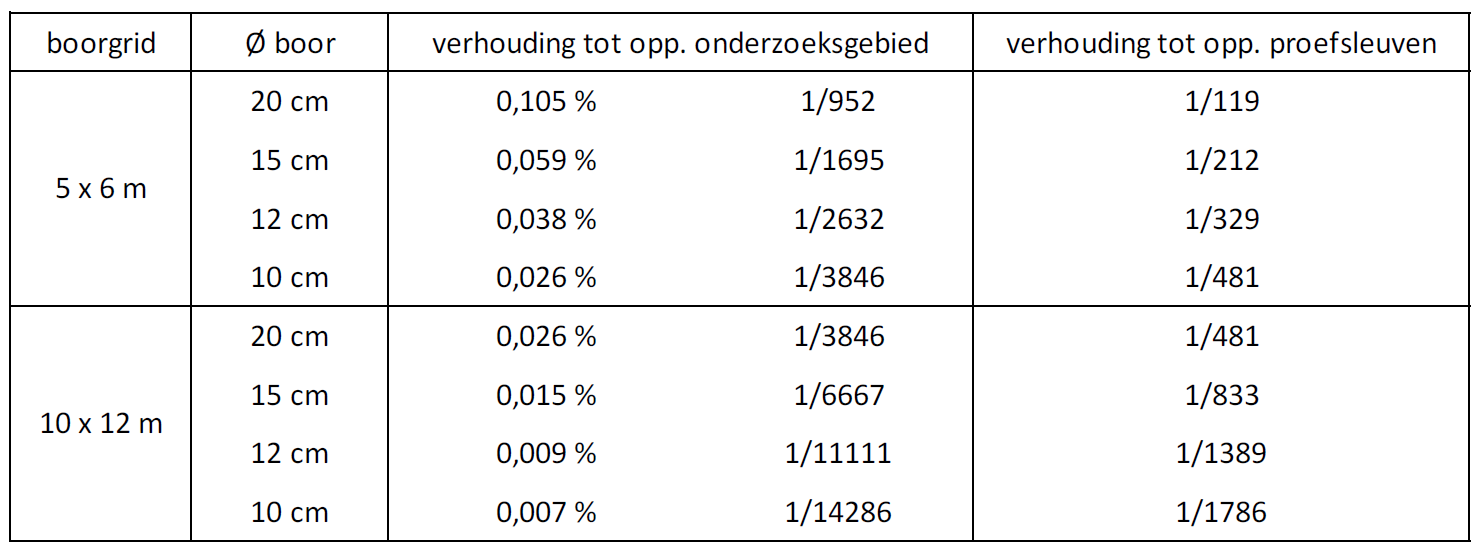 boorgrid Ø boor verhouding tot opp. onderzoeksgebied verhouding tot opp. proefsleuven
20 cm 0,105 % 1/952 1/119
15 cm 0,059 % 1/1695 1/212
5 x 6 m
12 cm 0,038 % 1/2632 1/329
10 cm 0,026 % 1/3846 1/481
20 cm 0,026 % 1/3846 1/481
15 cm 0,015 % 1/6667 1/833
10 x 12 m
12 cm 0,009 % 1/11111 1/1389
10 cm 0,007 % 1/14286 1/1786